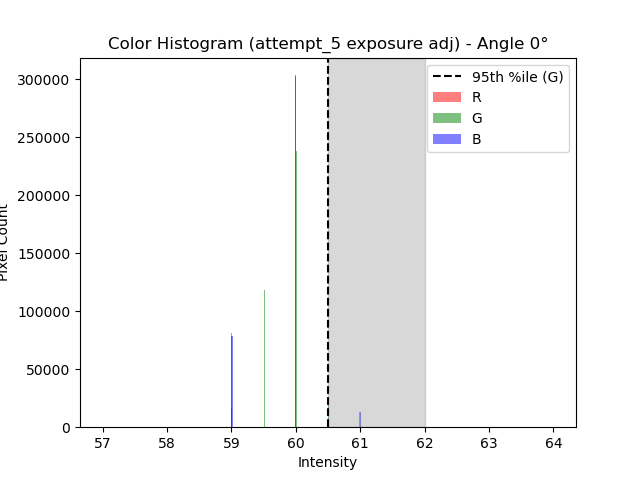 Color Histogram (attempt_5 exposure adj) - Angle 0°
300000
250000
200000
150000
100000
50000
0
Pixel Count
57 58 59 60 61 62 63 64
Intensity
95th %ile (G)
R
G
B